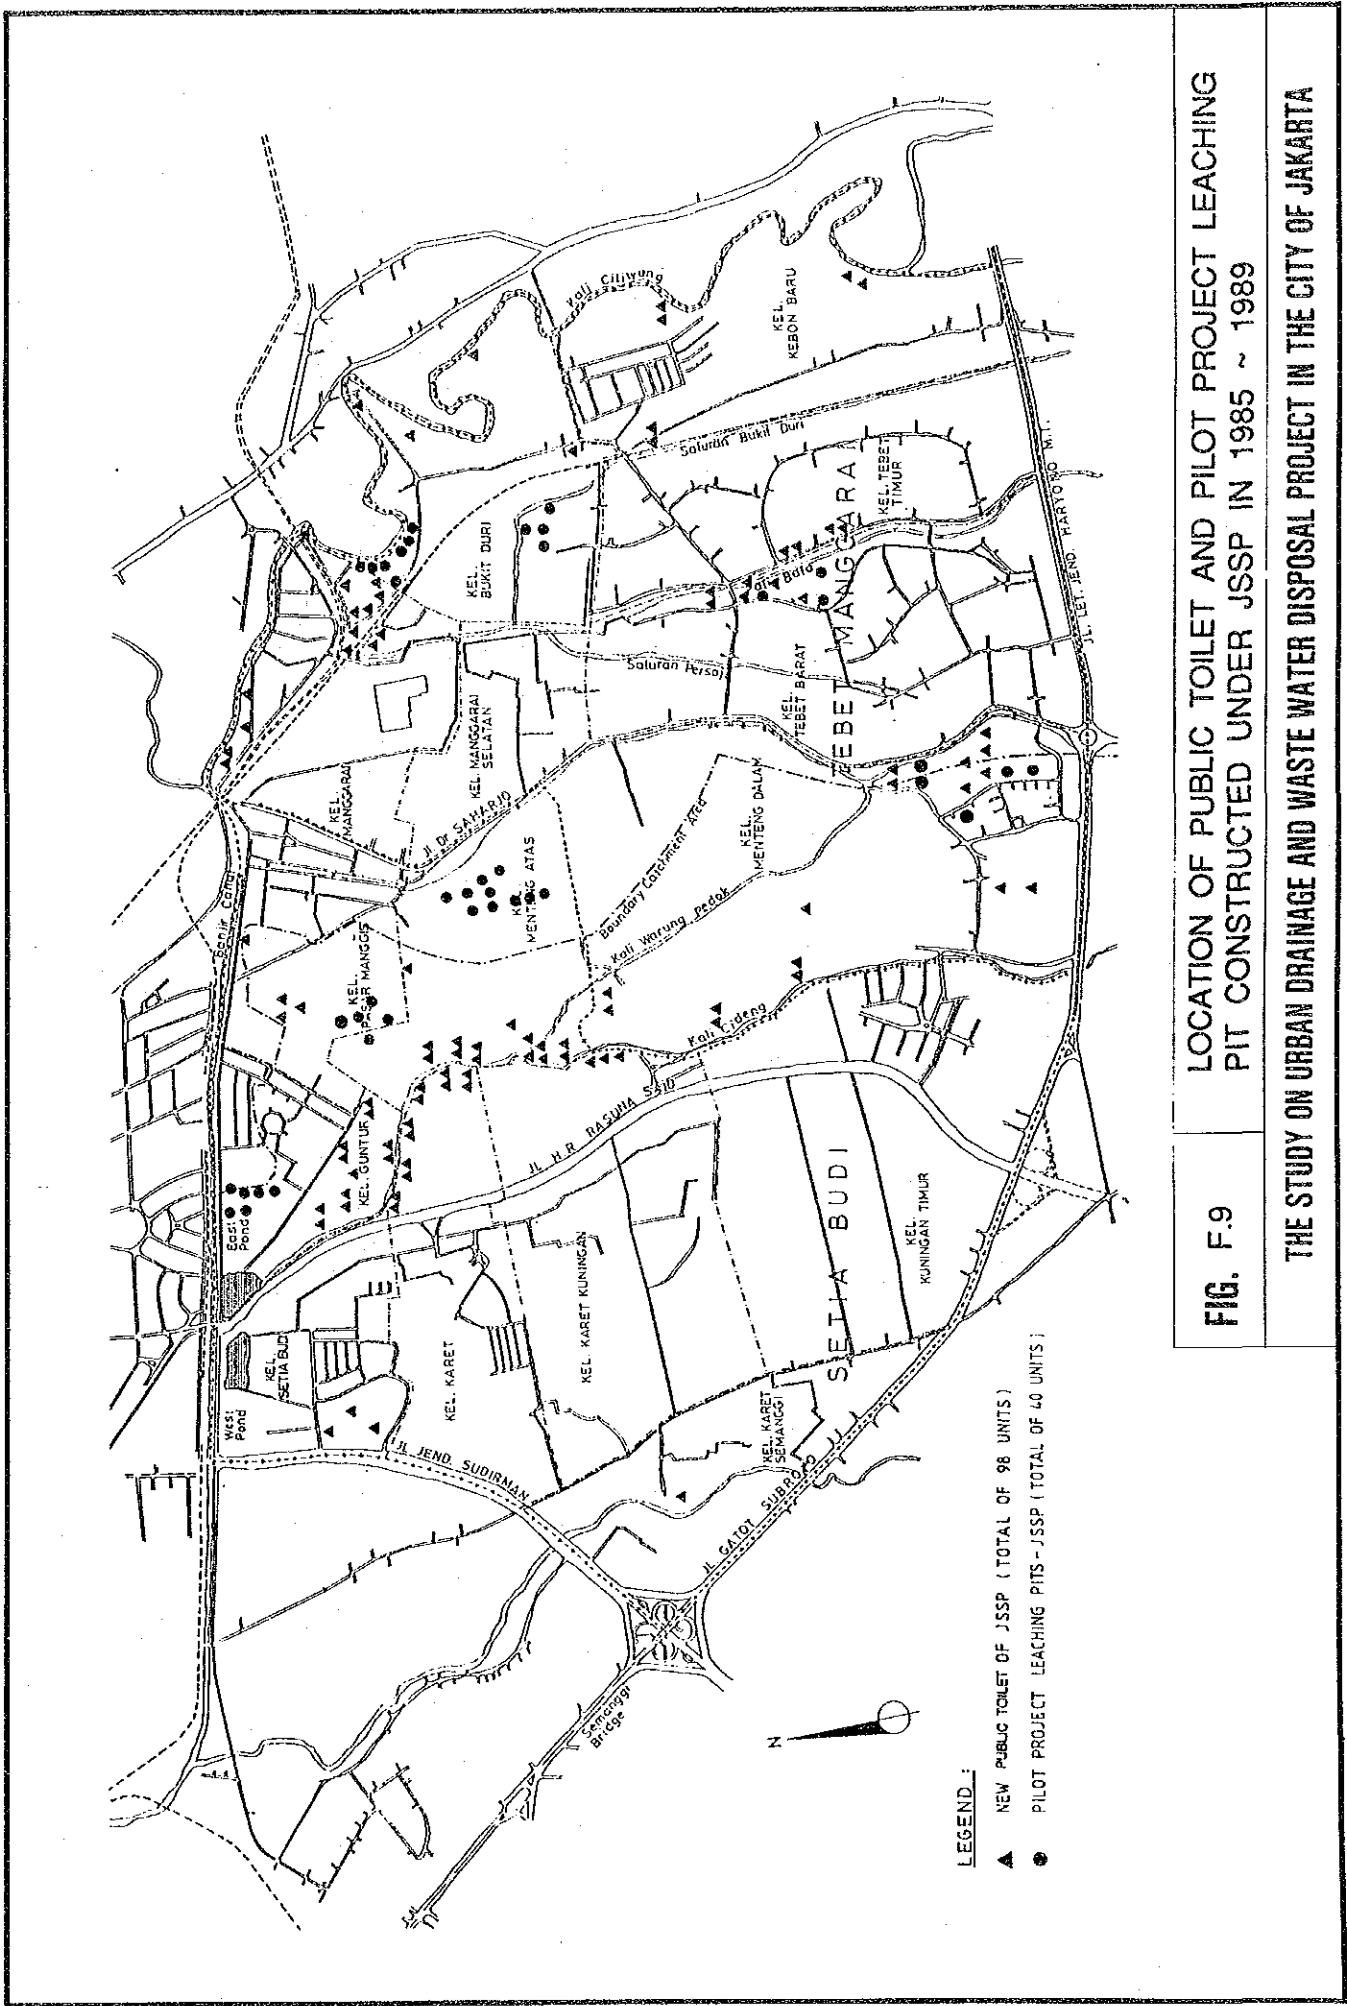 Kali Ciliwung
KEL.
KEBON BARU
Saluran Bukit Duri
KEL. TEBET
TIMUR
KEL.
BUKIT DURI
Kali Baru
TEBET MANGGARAI
JL. LET. JEND. HARYONO M.T.
Saluran Persoj
KEL.
TEBET BARAT
KEL. MANGGARAI
SELATAN
KEL.
MANGGARAI
Jl Dr SAHARJO
KEL.
MENTENG DALAM
Boundary Catchment Area
KEL.
MENTENG ATAS
Kali Warung Pedok
Banjir Canal
KEL.
PASAR MANGGIS
Kali Cideng
KEL. GUNTUR
JL. H.R. RASUNA SAID
East
Pond
SETIA BUDI
KEL.
KUNINGAN TIMUR
KEL. KARET KUNINGAN
KEL.
SETIA BUDI
KEL. KARET
West
Pond
KEL. KARET
SEMANGGI
JL JEND. SUDIRMAN
JL GATOT SUBROTO
Semanggi
Bridge
N
LEGEND :
NEW PUBLIC TOILET OF JSSP (TOTAL OF 98 UNITS)
PILOT PROJECT LEACHING PITS-JSSP (TOTAL OF 40 UNITS)
FIG. F.9
LOCATION OF PUBLIC TOILET AND PILOT PROJECT LEACHING
PIT CONSTRUCTED UNDER JSSP IN 1985 ~ 1989
THE STUDY ON URBAN DRAINAGE AND WASTE WATER DISPOSAL PROJECT IN THE CITY OF JAKARTA